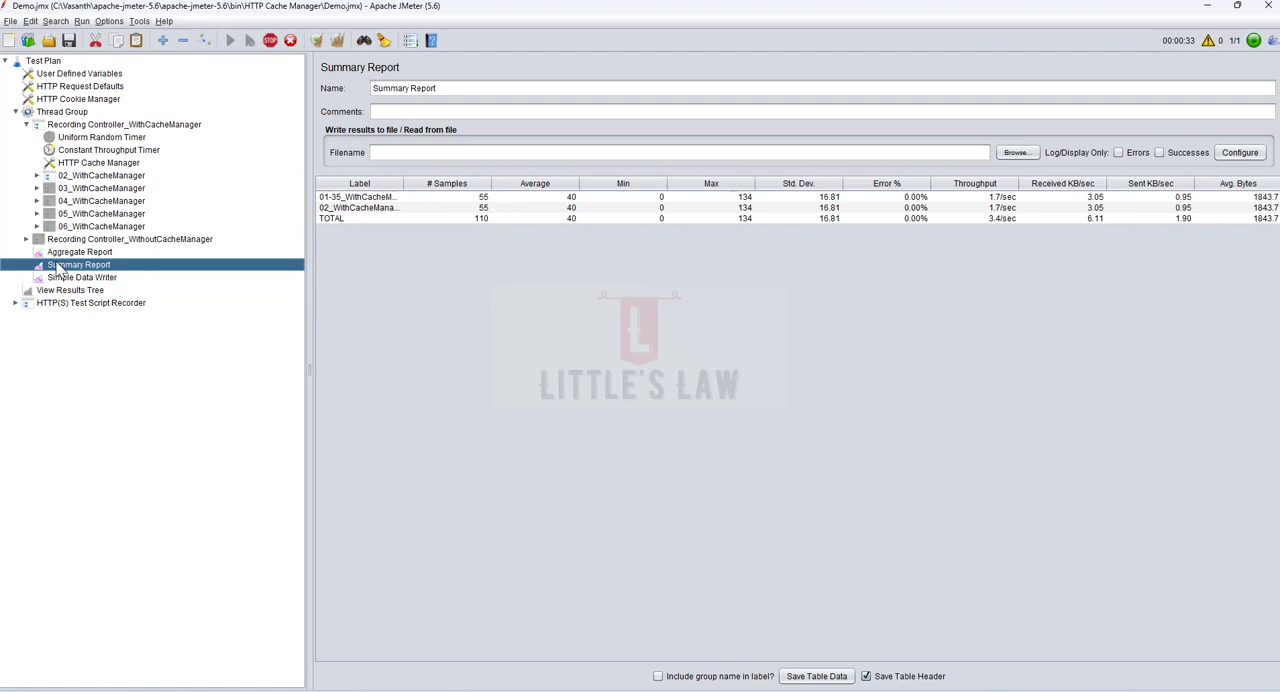 Demo.jmx (C:\Vasanth\apache-jmeter-5.6\apache-jmeter-5.6\bin\HTTP Cache Manager\Demo.jmx) - Apache JMeter (5.6)
File Edit Search Run Options Tools Help
STOP
00:00:33 0 1/1
Test Plan
User Defined Variables
HTTP Request Defaults
HTTP Cookie Manager
Thread Group
Recording Controller_WithCacheManager
Uniform Random Timer
Constant Throughput Timer
HTTP Cache Manager
02_WithCacheManager
03_WithCacheManager
04_WithCacheManager
05_WithCacheManager
06_WithCacheManager
Recording Controller_WithoutCacheManager
Aggregate Report
Summary Report
Simple Data Writer
View Results Tree
HTTP(S) Test Script Recorder
Summary Report
Name: Summary Report
Comments:
Write results to file / Read from file
Filename Browse... Log/Display Only: Errors Successes Configure
Label # Samples Average Min Max Std. Dev. Error % Throughput Received KB/sec Sent KB/sec Avg. Bytes
01-35_WithCacheM... 55 40 0 134 16.81 0.00% 1.7/sec 3.05 0.95 1843.7
02_WithCacheMana... 55 40 0 134 16.81 0.00% 1.7/sec 3.05 0.95 1843.7
TOTAL 110 40 0 134 16.81 0.00% 3.4/sec 6.11 1.90 1843.7
L
LITTLE'S LAW
Include group name in label? Save Table Data Save Table Header